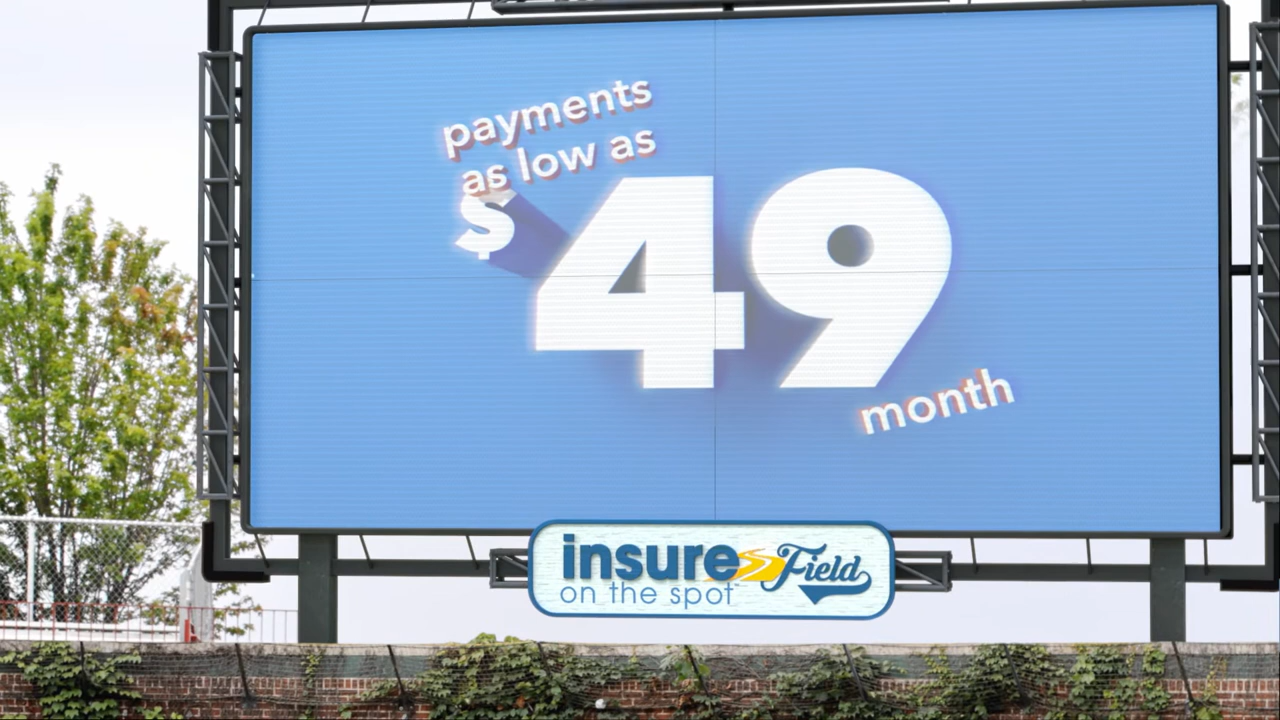 payments
as low as
$49
month
insure Field
on the spot